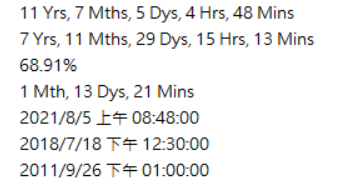 11 Yrs, 7 Mths, 5 Dys, 4 Hrs, 48 Mins
7 Yrs, 11 Mths, 29 Dys, 15 Hrs, 13 Mins
68.91%
1 Mth, 13 Dys, 21 Mins
2021/8/5 上午 08:48:00
2018/7/18 下午 12:30:00
2011/9/26 下午 01:00:00